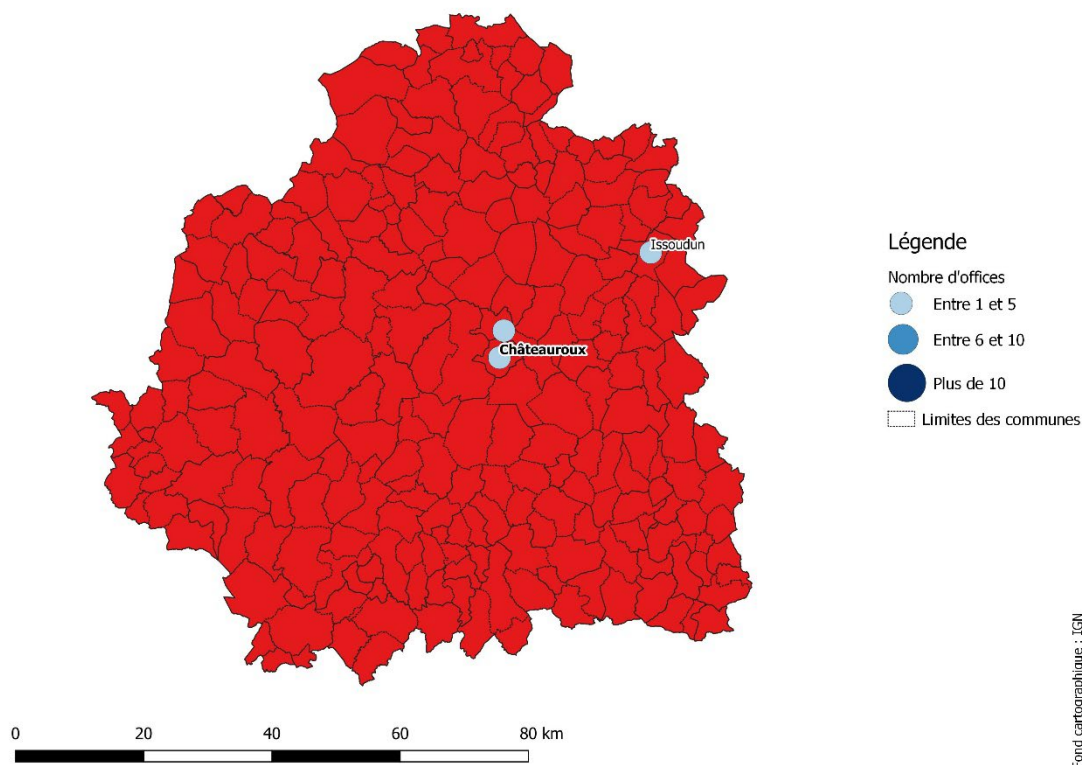 Issoudun
Châteauroux
Légende
Nombre d'offices
Entre 1 et 5
Entre 6 et 10
Plus de 10
Limites des communes
0 20 40 60 80 km
Fond cartographique : IGN